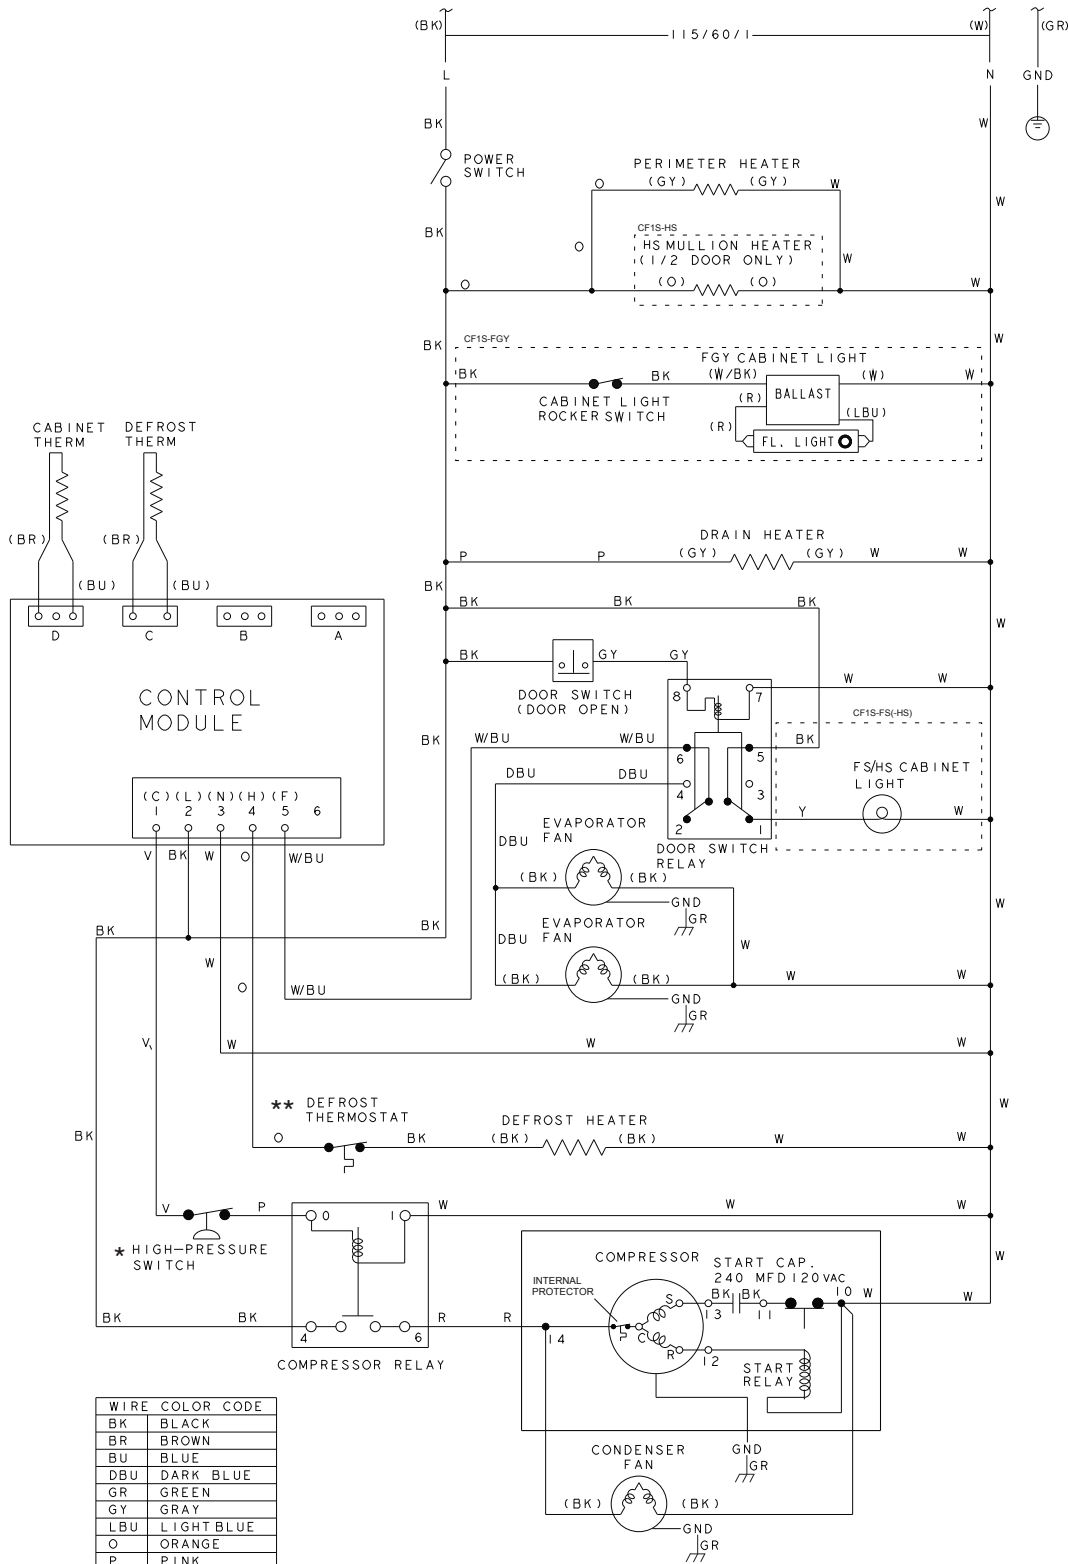 (BK)
115/60/1
(W)
(GR)
L
N
GND
BK
W
POWER
SWITCH
PERIMETER HEATER
O
(GY)
(GY)
W
W
BK
CF1S-HS
O
HS MULLION HEATER
(1/2 DOOR ONLY)
W
O
(O)
(O)
W
BK
W
CF1S-FGY
FGY CABINET LIGHT
BK
BK
(W/BK)
(W)
W
BALLAST
CABINET LIGHT
ROCKER SWITCH
(R)
(LBU)
(R)
FL. LIGHT
CABINET
THERM
DEFROST
THERM
(BR)
(BR)
(BU)
(BU)
DRAIN HEATER
P
P
(GY)
(GY)
W
W
BK
BK
BK
BK
D
C
B
A
W
CONTROL
MODULE
BK
GY
GY
DOOR SWITCH
(DOOR OPEN)
8
7
W
W
CF1S-FS(-HS)
BK
W/BU
W/BU
6
5
BK
DBU
DBU
4
3
FS/HS CABINET
LIGHT
2
1
Y
W
DOOR SWITCH
RELAY
(C) (L) (N) (H) (F)
1 2 3 4 5 6
V
BK
W
O
W/BU
EVAPORATOR
FAN
DBU
(BK)
(BK)
GND
GR
W
BK
BK
EVAPORATOR
FAN
DBU
W
(BK)
(BK)
W
W
GND
GR
W
O
W/BU
V
W
W
W
** DEFROST
THERMOSTAT
DEFROST HEATER
W
BK
O
BK
(BK)
(BK)
W
W
V
P
0
1
W
W
W
* HIGH-PRESSURE
SWITCH
W
COMPRESSOR
START CAP.
240 MFD 120 VAC
INTERNAL
PROTECTOR
S
BK
BK
10
W
W
13
11
BK
BK
4
6
R
R
14
C
R
12
START
RELAY
COMPRESSOR RELAY
GND
GR
CONDENSER
FAN
(BK)
(BK)
GND
GR
WIRE COLOR CODE
BK BLACK
BR BROWN
BU BLUE
DBU DARK BLUE
GR GREEN
GY GRAY
LBU LIGHT BLUE
O ORANGE
P PINK